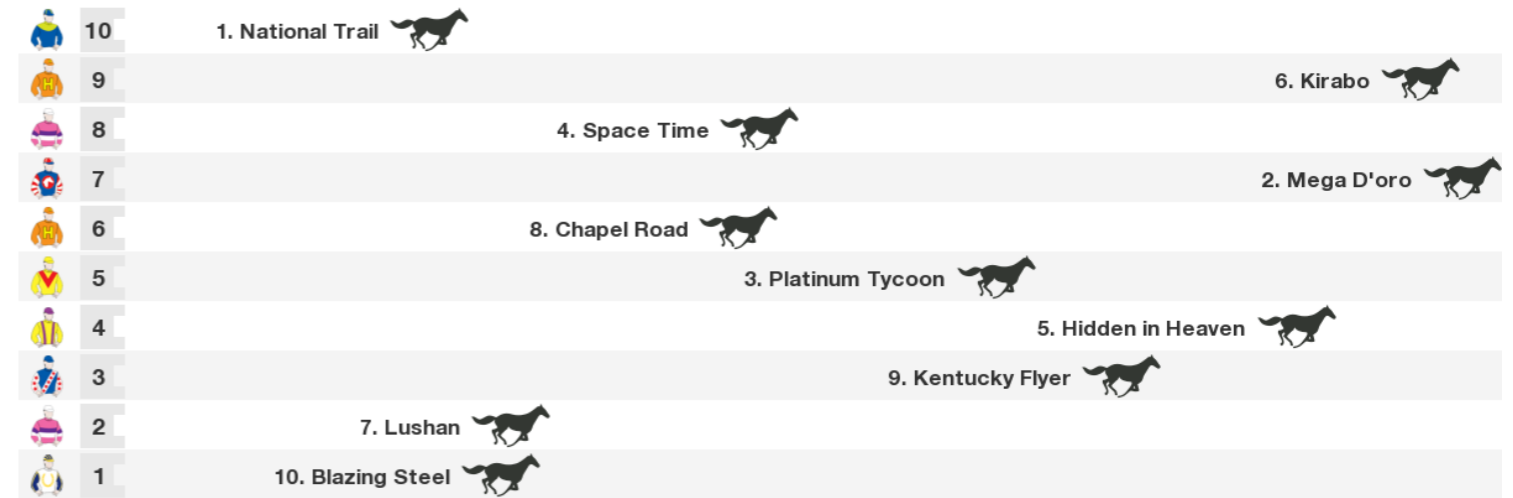 10 1. National Trail
9 6. Kirabo
8 4. Space Time
7 2. Mega D'oro
6 8. Chapel Road
5 3. Platinum Tycoon
4 5. Hidden in Heaven
3 9. Kentucky Flyer
2 7. Lushan
1 10. Blazing Steel